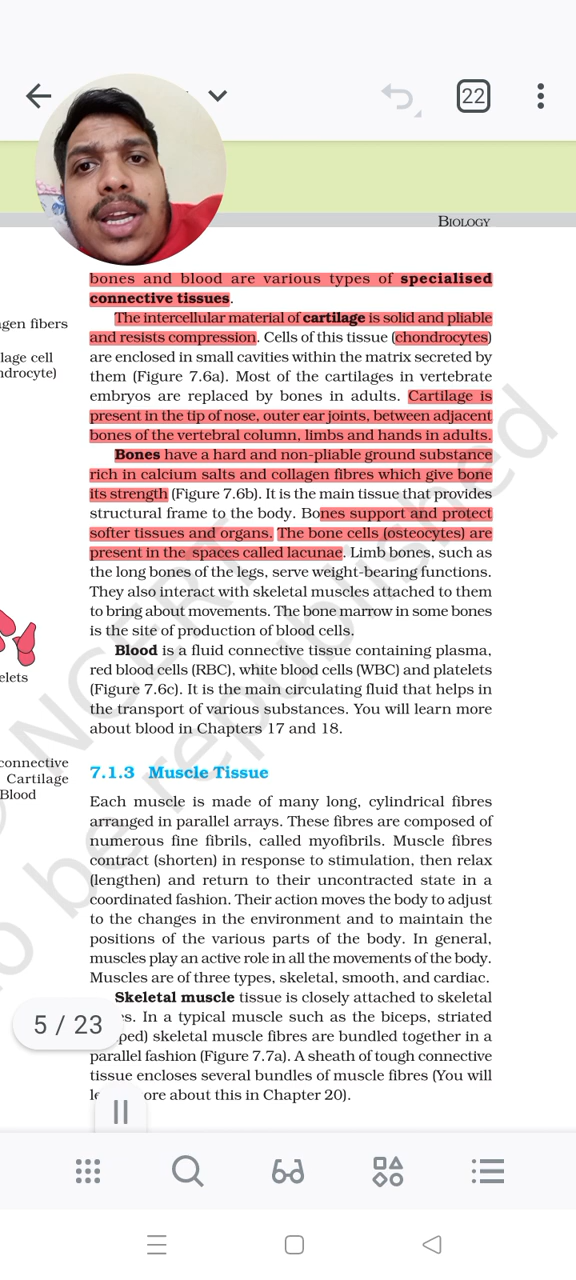 22
BIOLOGY
bones and blood are various types of specialised
connective tissues.
The intercellular material of cartilage is solid and pliable
and resists compression. Cells of this tissue (chondrocytes)
are enclosed in small cavities within the matrix secreted by
them (Figure 7.6a). Most of the cartilages in vertebrate
embryos are replaced by bones in adults. Cartilage is
present in the tip of nose, outer ear joints, between adjacent
bones of the vertebral column, limbs and hands in adults.
Bones have a hard and non-pliable ground substance
rich in calcium salts and collagen fibres which give bone
its strength (Figure 7.6b). It is the main tissue that provides
structural frame to the body. Bones support and protect
softer tissues and organs. The bone cells (osteocytes) are
present in the spaces called lacunae. Limb bones, such as
the long bones of the legs, serve weight-bearing functions.
They also interact with skeletal muscles attached to them
to bring about movements. The bone marrow in some bones
is the site of production of blood cells.
Blood is a fluid connective tissue containing plasma,
red blood cells (RBC), white blood cells (WBC) and platelets
(Figure 7.6c). It is the main circulating fluid that helps in
the transport of various substances. You will learn more
about blood in Chapters 17 and 18.
7.1.3 Muscle Tissue
Each muscle is made of many long, cylindrical fibres
arranged in parallel arrays. These fibres are composed of
numerous fine fibrils, called myofibrils. Muscle fibres
contract (shorten) in response to stimulation, then relax
(lengthen) and return to their uncontracted state in a
coordinated fashion. Their action moves the body to adjust
to the changes in the environment and to maintain the
positions of the various parts of the body. In general,
muscles play an active role in all the movements of the body.
Muscles are of three types, skeletal, smooth, and cardiac.
Skeletal muscle tissue is closely attached to skeletal
s. In a typical muscle such as the biceps, striated
ped) skeletal muscle fibres are bundled together in a
parallel fashion (Figure 7.7a). A sheath of tough connective
tissue encloses several bundles of muscle fibres (You will
le ore about this in Chapter 20).
gen fibers
lage cell
ndrocyte)
elets
connective
Cartilage
Blood
5 / 23
NCERT
o be republished